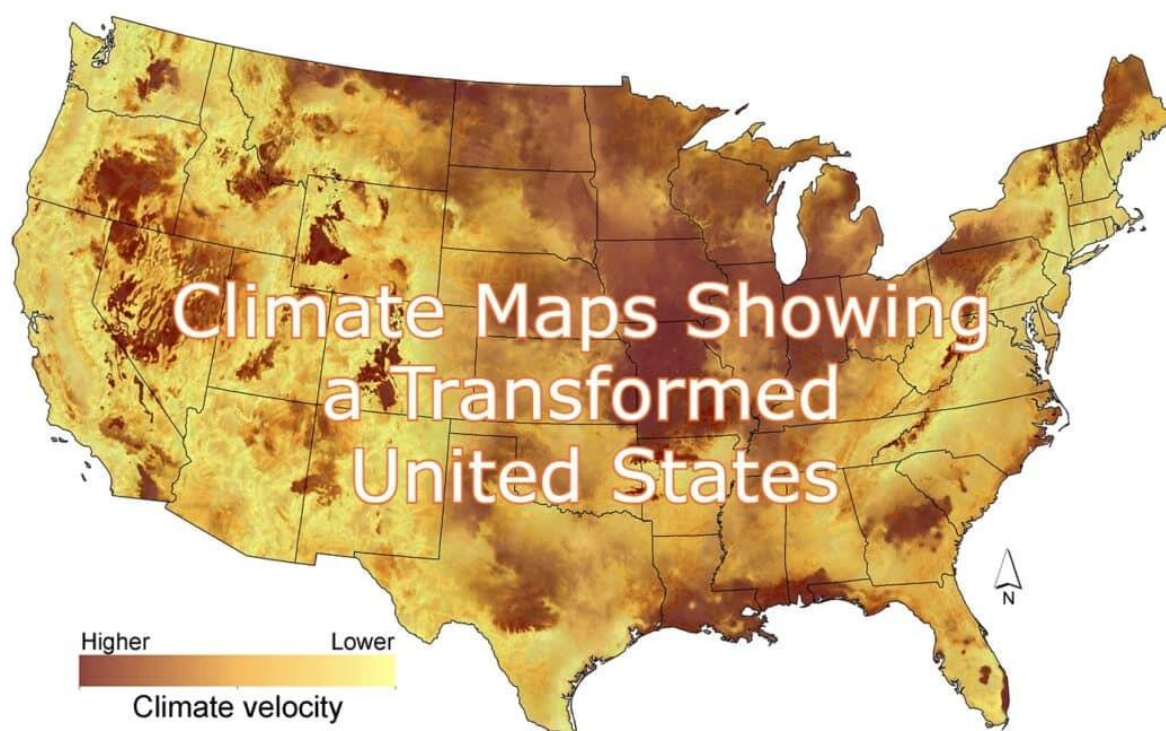 Climate Maps Showing
a Transformed
United States
N
Higher Lower
Climate velocity